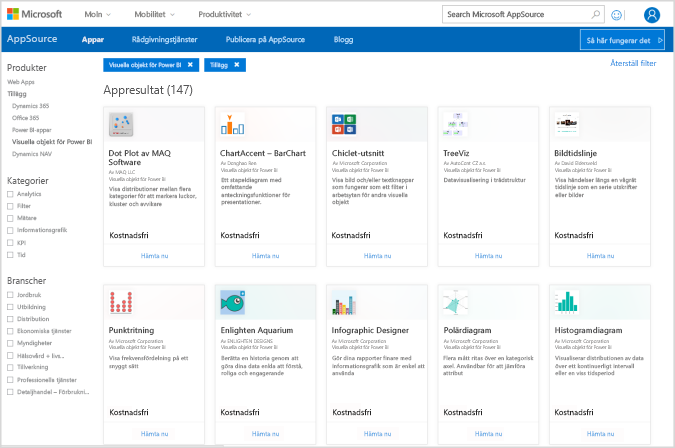 Microsoft
Moln
Mobilitet
Produktivitet
Search Microsoft AppSource
AppSource
Appar
Rådgivningstjänster
Publicera på AppSource
Blogg
Så här fungerar det
Visuella objekt för Power BI
Tillägg
Återställ filter
Produkter
Web Apps
Tillägg
Dynamics 365
Office 365
Power BI-appar
Visuella objekt för Power BI
Dynamics NAV
Kategorier
Analytics
Filter
Mätare
Informationsgrafik
KPI
Tid
Branscher
Jordbruk
Utbildning
Distribution
Ekonomiska tjänster
Myndigheter
Hälsovård + livs...
Tillverkning
Professionella tjänster
Detaljhandel – Förbrukni...
Appresultat (147)
Dot Plot av MAQ
Software
Av MAQ LLC
Visuella objekt för Power BI
Visa distributioner mellan flera
kategorier för att markera luckor,
kluster och avvikare
Kostnadsfri
Hämta nu
ChartAccent – BarChart
Av Donghao Ren
Visuella objekt för Power BI
Ett stapeldiagram med
omfattande
anteckningsfunktioner för
presentationer.
Kostnadsfri
Hämta nu
Chiclet-utsnitt
Av Microsoft Corporation
Visuella objekt för Power BI
Visa bild och/eller textknappar
som fungerar som ett filter i
arbetsytan för andra visuella
objekt
Kostnadsfri
Hämta nu
TreeViz
Av AutoCont CZ a.s.
Visuella objekt för Power BI
Datavisualisering i trädstruktur
Kostnadsfri
Hämta nu
Bildtidslinje
Av David Eldersveld
Visuella objekt för Power BI
Visa händelser längs en vågrät
tidslinje som en serie utskrifter
eller bilder
Kostnadsfri
Hämta nu
Punktritning
Av Microsoft Corporation
Visuella objekt för Power BI
Visa frekvensfördelning på ett
snyggt sätt
Kostnadsfri
Hämta nu
Enlighten Aquarium
Av ENLIGHTEN DESIGNS
Visuella objekt för Power BI
Berätta en historia genom att
göra dina data enkla att förstå,
roliga och engagerande
Kostnadsfri
Hämta nu
Infographic Designer
Av Microsoft Corporation
Visuella objekt för Power BI
Gör dina rapporter finare med
informationsgrafik som är enkel att
använda
Kostnadsfri
Hämta nu
Polärdiagram
Av Microsoft Corporation
Visuella objekt för Power BI
Flera mått ritas över en kategorisk
axel. Användbar för att jämföra
attribut
Kostnadsfri
Hämta nu
Histogramdiagram
Av Microsoft Corporation
Visuella objekt för Power BI
Visualiserar distributionen av data
över ett kontinuerligt intervall
eller en viss tidsperiod
Kostnadsfri
Hämta nu